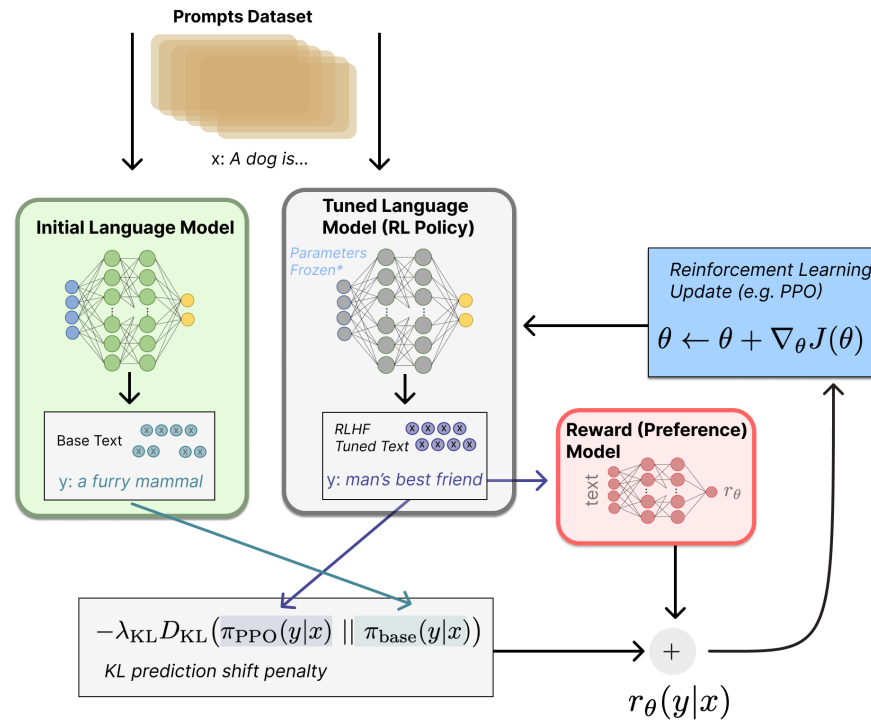 Prompts Dataset
x: A dog is...
Initial Language Model
Tuned Language
Model (RL Policy)
Parameters
Frozen*
Reinforcement Learning
Update (e.g. PPO)
θ ← θ + ∇θJ(θ)
Base Text
x x x x
x x x x
y: a furry mammal
RLHF
Tuned Text
x x x x
x x x x
y: man's best friend
Reward (Preference)
Model
text
rθ
−λKL DKL(πPPO(y|x) || πbase(y|x))
KL prediction shift penalty
+
rθ(y|x)